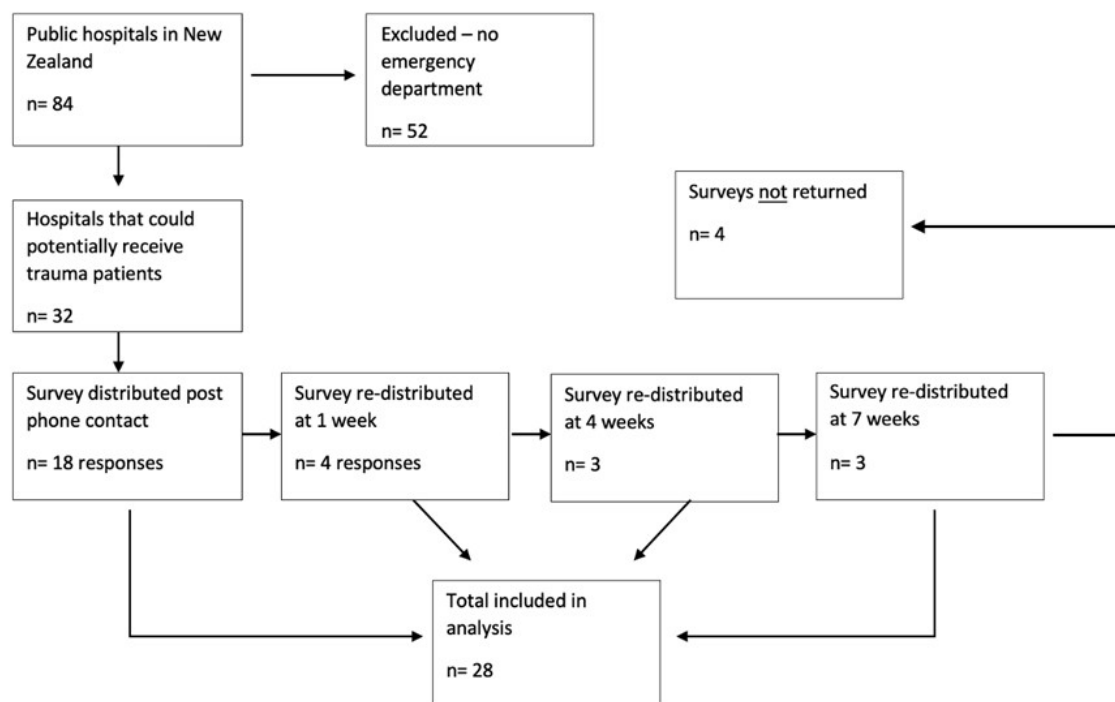 Public hospitals in New
Zealand
n= 84
Excluded – no
emergency
department
n= 52
Hospitals that could
potentially receive
trauma patients
n= 32
Surveys not returned
n= 4
Survey distributed post
phone contact
n= 18 responses
Survey re-distributed
at 1 week
n= 4 responses
Survey re-distributed
at 4 weeks
n= 3
Survey re-distributed
at 7 weeks
n= 3
Total included in
analysis
n= 28